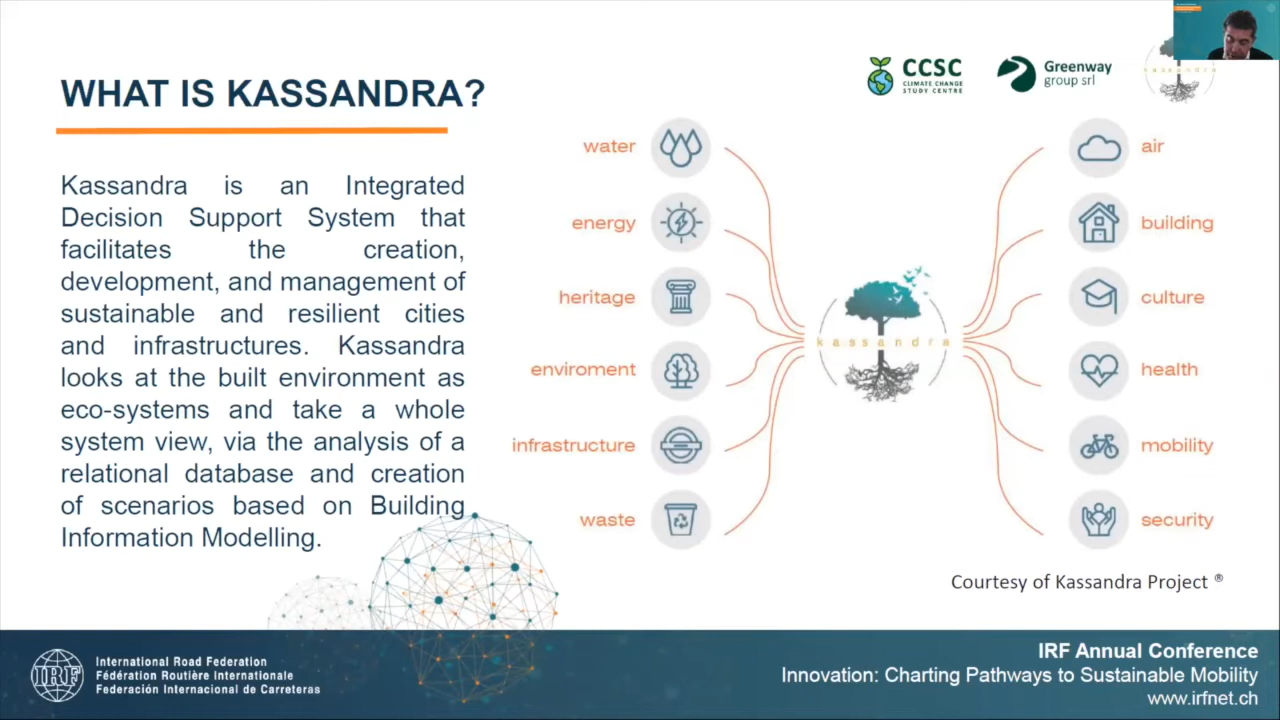 WHAT IS KASSANDRA?
CCSC
CLIMATE CHANGE
STUDY CENTRE
Greenway
group srl
kassandra
Kassandra is an Integrated
Decision Support System that
facilitates the creation,
development, and management of
sustainable and resilient cities
and infrastructures. Kassandra
looks at the built environment as
eco-systems and take a whole
system view, via the analysis of a
relational database and creation
of scenarios based on Building
Information Modelling.
water
energy
heritage
enviroment
infrastructure
waste
kassandra
air
building
culture
health
mobility
security
Courtesy of Kassandra Project ®
IRF
International Road Federation
Fédération Routière Internationale
Federación Internacional de Carreteras
IRF Annual Conference
Innovation: Charting Pathways to Sustainable Mobility
www.irfnet.ch